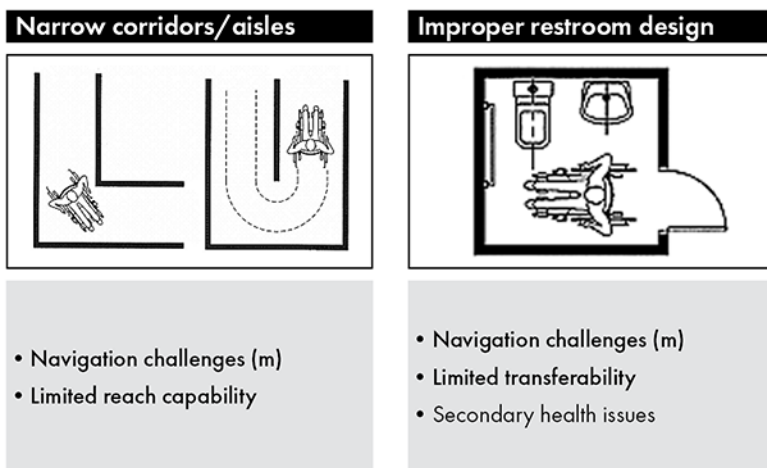 Narrow corridors/aisles
• Navigation challenges (m)
• Limited reach capability
Improper restroom design
• Navigation challenges (m)
• Limited transferability
• Secondary health issues